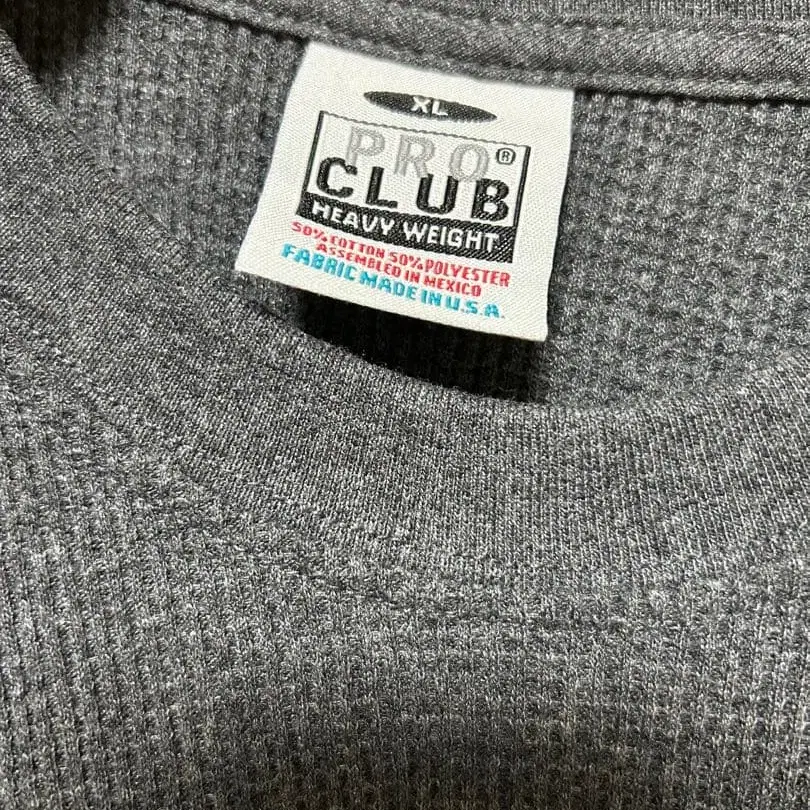 XL
PRO®
CLUB
HEAVY WEIGHT
50% COTTON 50% POLYESTER
ASSEMBLED IN MEXICO
FABRIC MADE IN U.S.A.